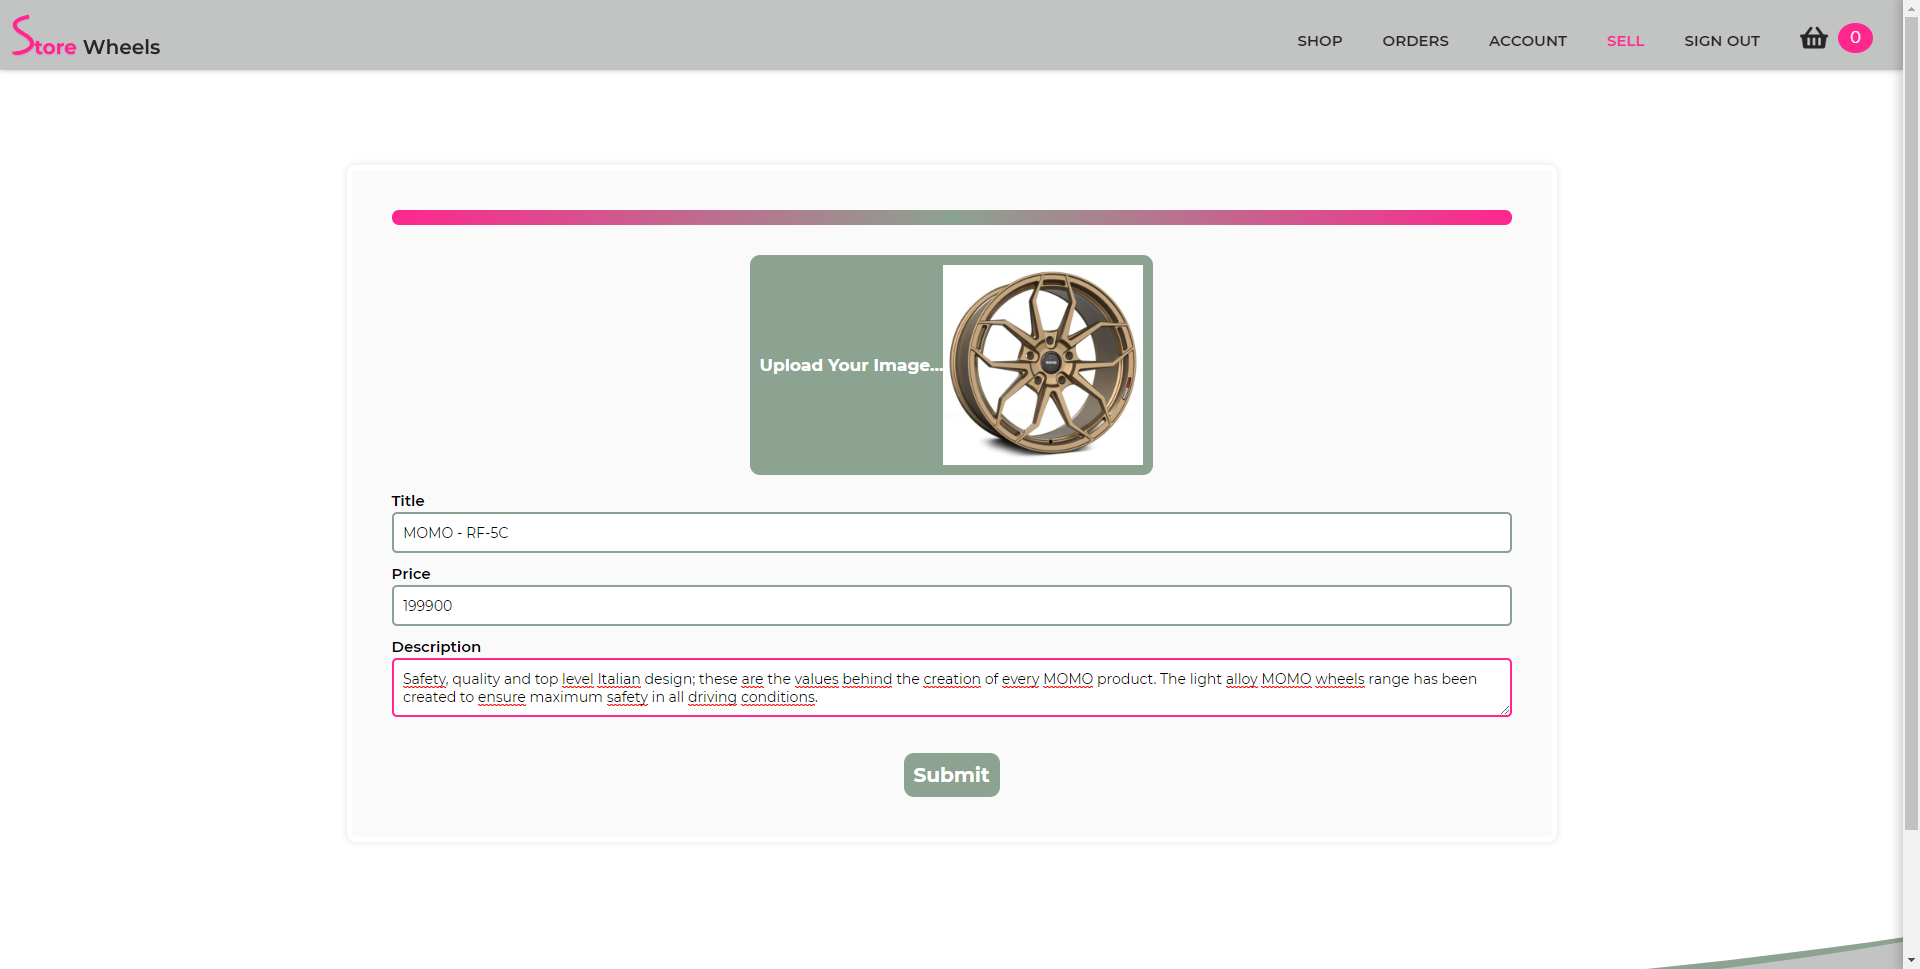 Store Wheels
SHOP ORDERS ACCOUNT SELL SIGN OUT 0
Upload Your Image...
Title
MOMO - RF-5C
Price
199900
Description
Safety, quality and top level Italian design; these are the values behind the creation of every MOMO product. The light alloy MOMO wheels range has been
created to ensure maximum safety in all driving conditions.
Submit